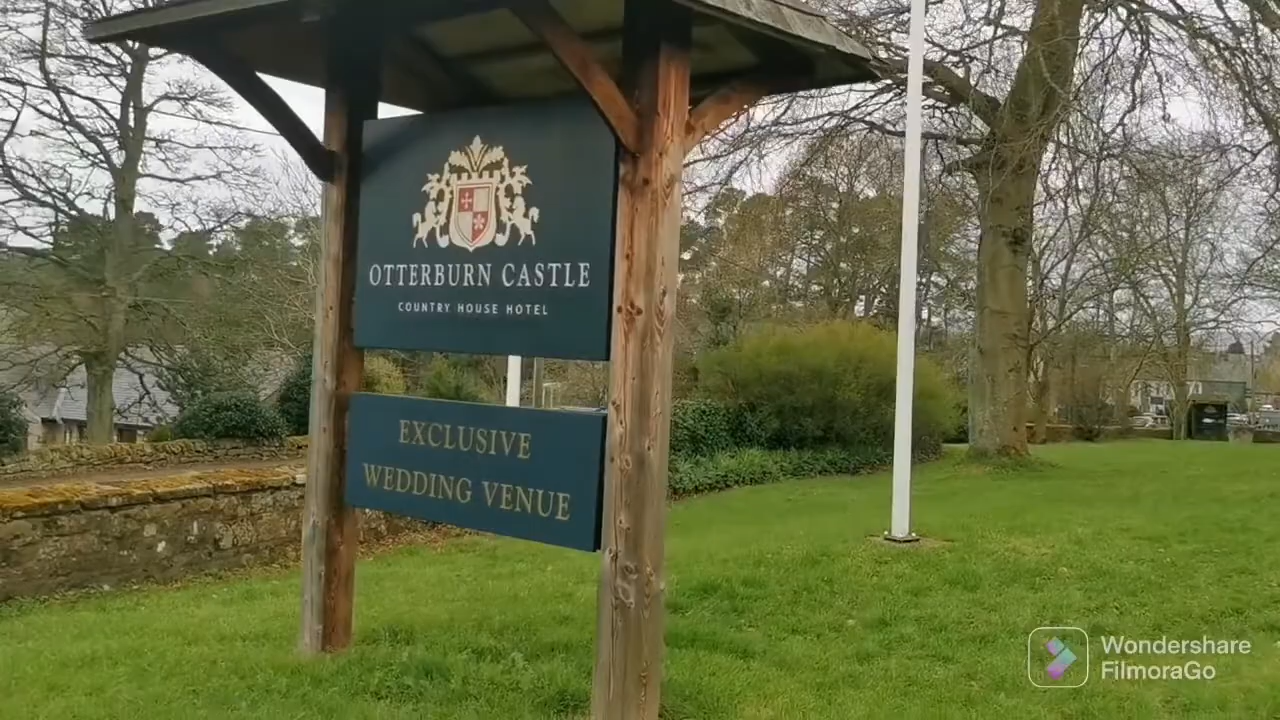 OTTERBURN CASTLE
COUNTRY HOUSE HOTEL
EXCLUSIVE
WEDDING VENUE
Wondershare
FilmoraGo